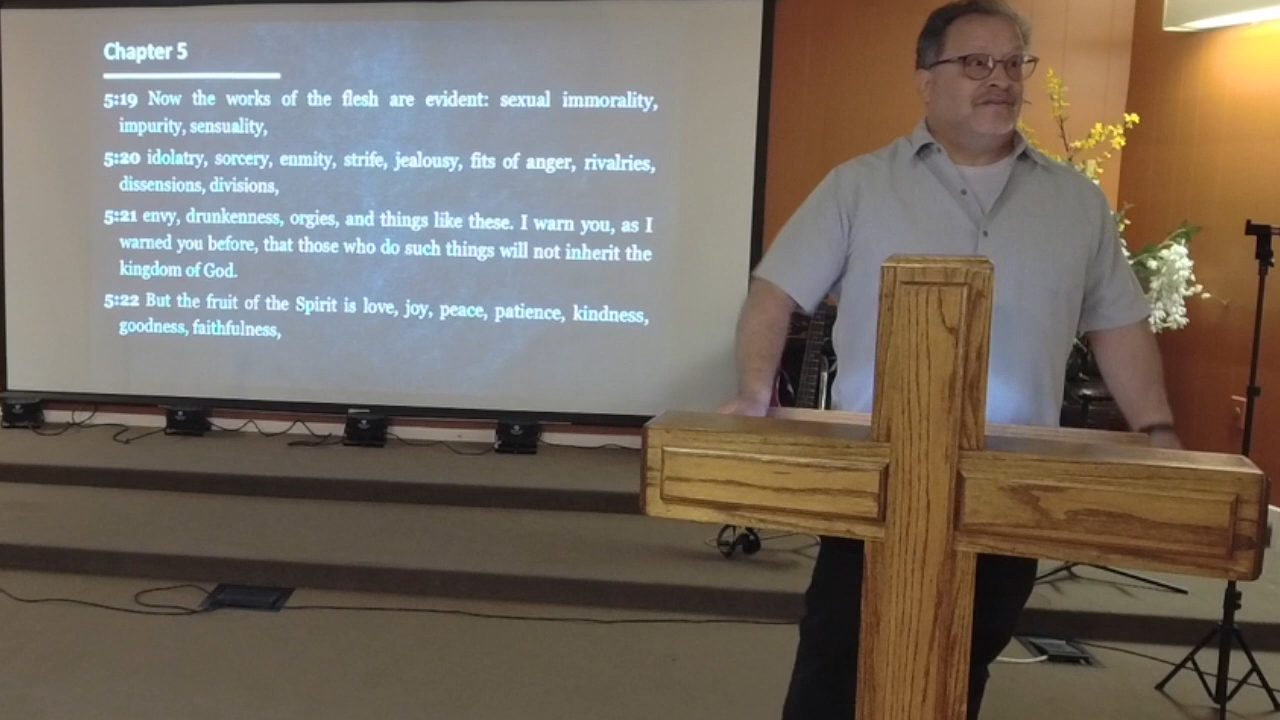 Chapter 5
5:19 Now the works of the flesh are evident: sexual immorality,
impurity, sensuality,
5:20 idolatry, sorcery, enmity, strife, jealousy, fits of anger, rivalries,
dissensions, divisions,
5:21 envy, drunkenness, orgies, and things like these. I warn you, as I
warned you before, that those who do such things will not inherit the
kingdom of God.
5:22 But the fruit of the Spirit is love, joy, peace, patience, kindness,
goodness, faithfulness,